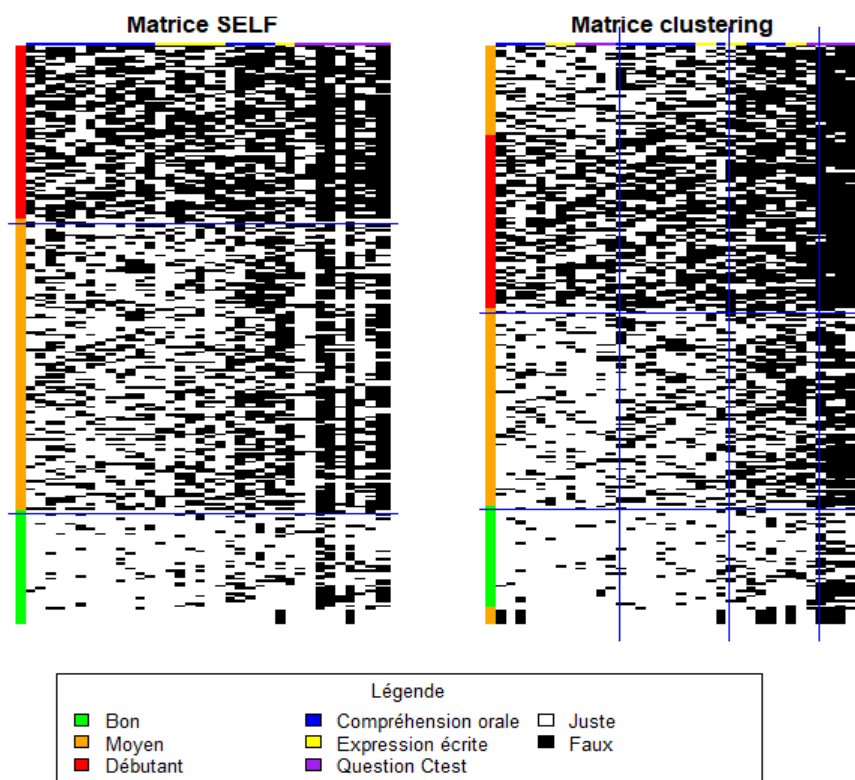 Matrice SELF
Matrice clustering
Légende
Bon
Compréhension orale
Juste
Moyen
Expression écrite
Faux
Débutant
Question Ctest